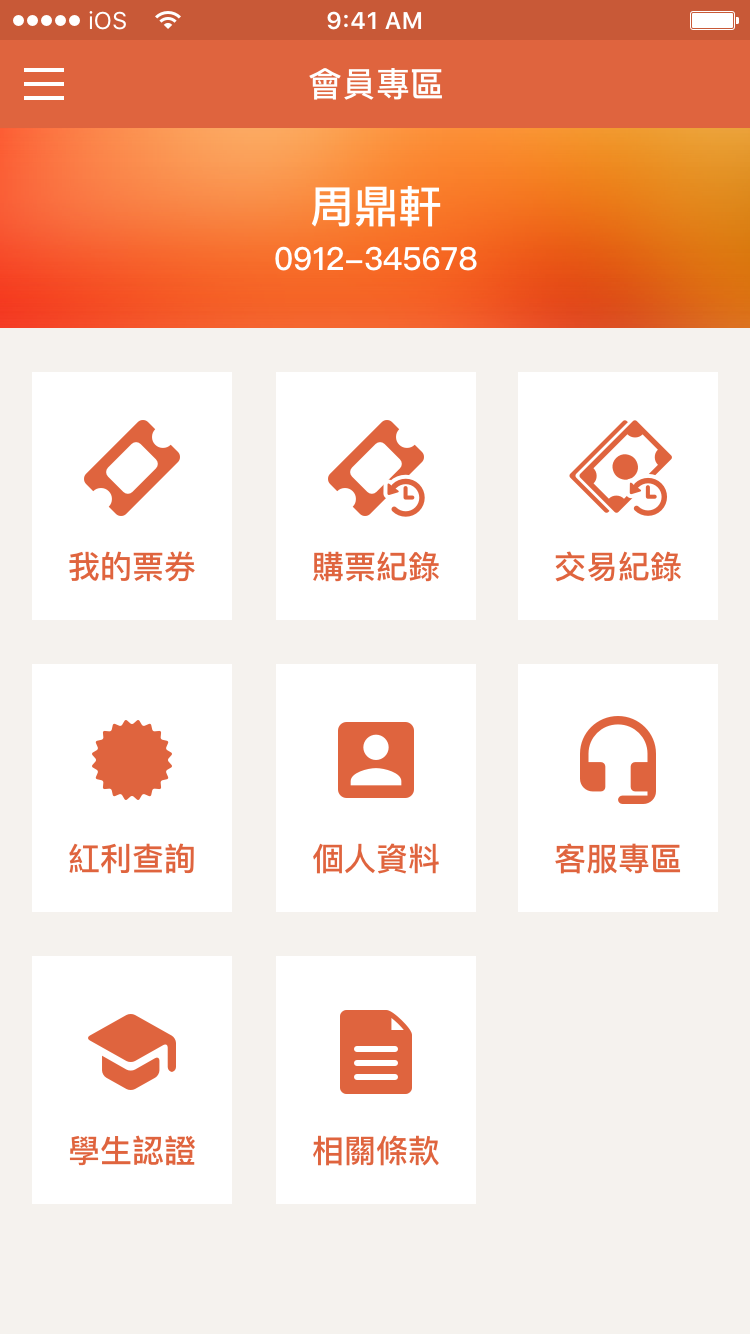 iOS 9:41 AM
會員專區
周鼎軒
0912–345678
我的票券 購票紀錄 交易紀錄
紅利查詢 個人資料 客服專區
學生認證 相關條款